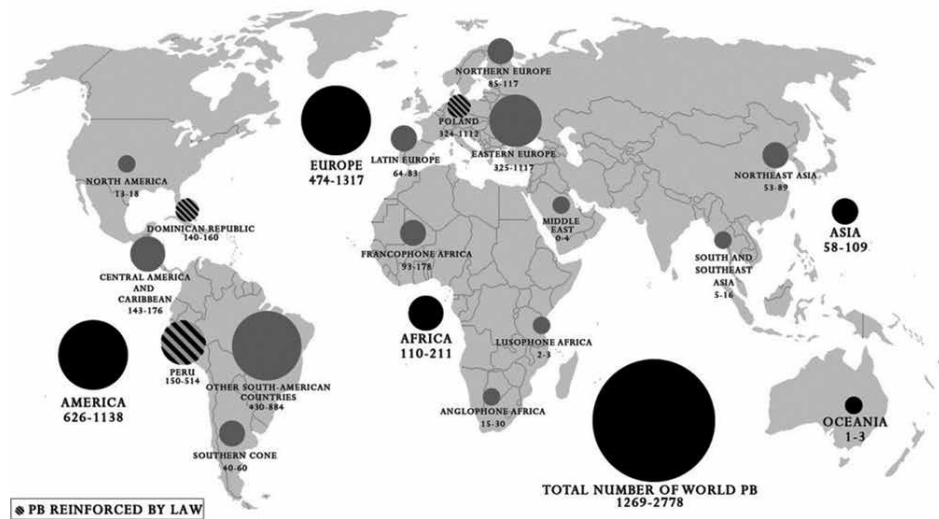 NORTHERN EUROPE
85-117
POLAND
324-1112
EUROPE
474-1317
LATIN EUROPE
64-83
EASTERN EUROPE
325-1117
NORTH AMERICA
13-18
NORTHEAST ASIA
53-89
DOMINICAN REPUBLIC
140-160
MIDDLE
EAST
0-4
ASIA
58-109
FRANCOPHONE AFRICA
93-178
CENTRAL AMERICA
AND
CARIBBEAN
143-176
SOUTH AND
SOUTHEAST
ASIA
5-16
AFRICA
110-211
LUSOPHONE AFRICA
2-3
PERU
150-514
OTHER SOUTH-AMERICAN
COUNTRIES
430-884
AMERICA
626-1138
ANGLOPHONE AFRICA
15-30
OCEANIA
1-3
SOUTHERN CONE
40-60
TOTAL NUMBER OF WORLD PB
1269-2778
PB REINFORCED BY LAW